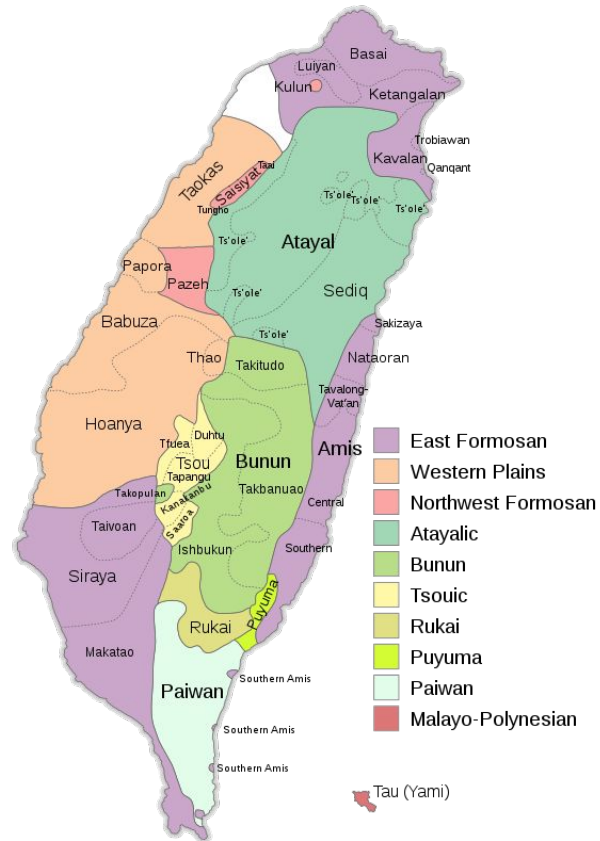 Basai
Luiyan
Kulun
Ketangalan
Trobiawan
Kavalan
Qanqant
Taai
Taokas
Saisiyat
Tungho
Ts'ole'
Ts'ole'
Ts'ole'
Ts'ole'
Atayal
Papora
Pazeh
Sediq
Ts'ole'
Babuza
Sakizaya
Ts'ole'
Thao
Takitudo
Nataoran
Tavalong-
Vat'an
Hoanya
Tfuea
Duhtu
Amis
Tsou
Bunun
Tapangu
Takopulan
Kanakanbu
Takbanuao
Central
Taivoan
Saaroa
Ishbukun
Southern
Siraya
Puyuma
Rukai
Makatao
Paiwan
Southern Amis
Southern Amis
Southern Amis
Tau (Yami)
East Formosan
Western Plains
Northwest Formosan
Atayalic
Bunun
Tsouic
Rukai
Puyuma
Paiwan
Malayo-Polynesian